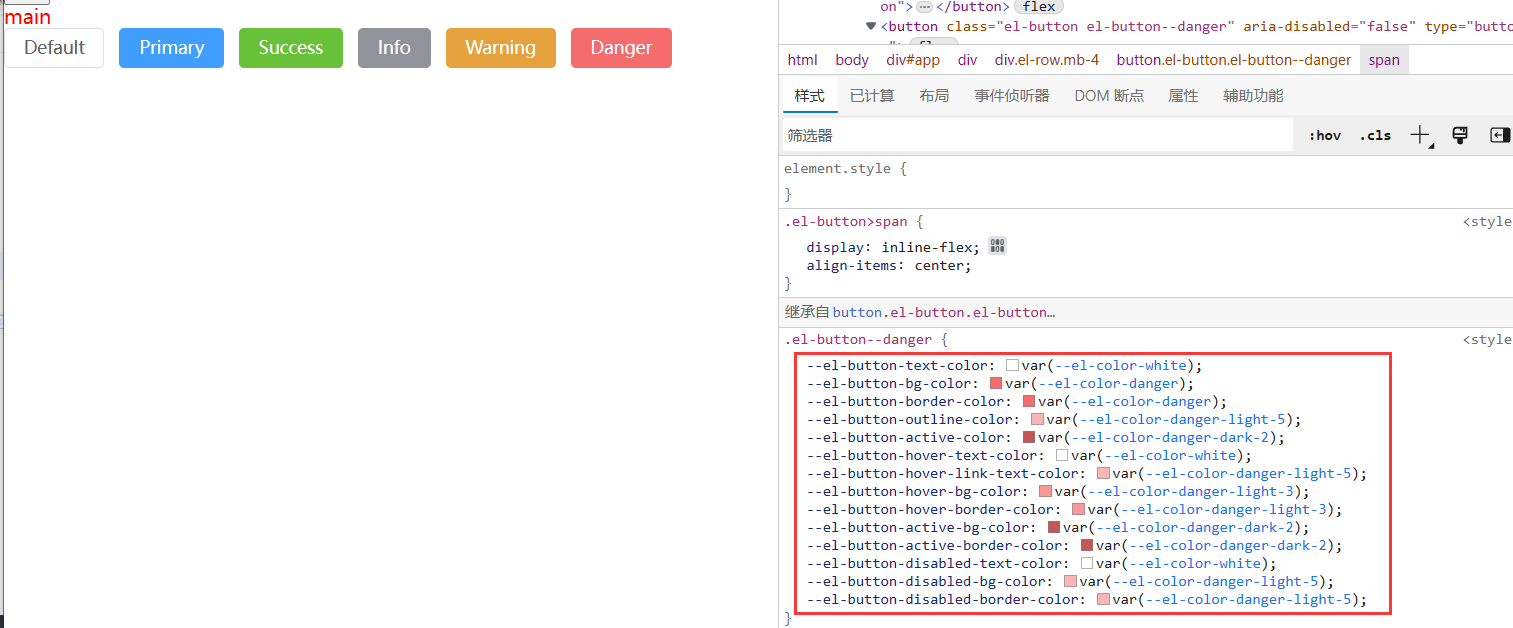 main
Default Primary Success Info Warning Danger
on"> ⋯ </button> flex
▼<button class="el-button el-button--danger" aria-disabled="false" type="butto
html body div#app div div.el-row.mb-4 button.el-button.el-button--danger span
样式 已计算 布局 事件侦听器 DOM 断点 属性 辅助功能
筛选器 :hov .cls
element.style {
}
.el-button>span { <style
display: inline-flex;
align-items: center;
}
继承自 button.el-button.el-button…
.el-button--danger { <style
--el-button-text-color: var(--el-color-white);
--el-button-bg-color: var(--el-color-danger);
--el-button-border-color: var(--el-color-danger);
--el-button-outline-color: var(--el-color-danger-light-5);
--el-button-active-color: var(--el-color-danger-dark-2);
--el-button-hover-text-color: var(--el-color-white);
--el-button-hover-link-text-color: var(--el-color-danger-light-5);
--el-button-hover-bg-color: var(--el-color-danger-light-3);
--el-button-hover-border-color: var(--el-color-danger-light-3);
--el-button-active-bg-color: var(--el-color-danger-dark-2);
--el-button-active-border-color: var(--el-color-danger-dark-2);
--el-button-disabled-text-color: var(--el-color-white);
--el-button-disabled-bg-color: var(--el-color-danger-light-5);
--el-button-disabled-border-color: var(--el-color-danger-light-5);
}